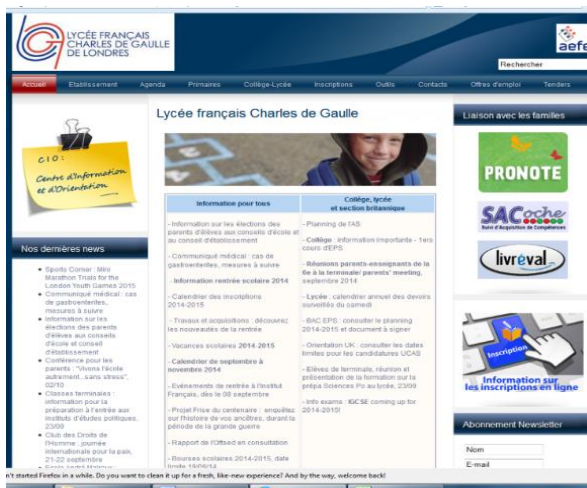 LYCÉE FRANÇAIS
CHARLES DE GAULLE
DE LONDRES
aefe
Rechercher
Accueil Etablissement Agenda Primaires Collège-Lycée Inscriptions Outils Contacts Offres d'emploi Tenders
CIO:
Centre d'Information
et d'Orientation
Nos dernières news
Sports Corner: Mini
Marathon Trials for the
London Youth Games 2015
Communiqué médical : cas
de gastroenterites,
mesures à suivre
Information sur les
élections des parents
d'élèves aux conseils
d'école et conseil
d'établissement
Conférence pour les
parents : "Vivons l'école
autrement...sans stress",
02/10
Classes terminales :
information pour la
préparation à l'entrée aux
instituts d'études politiques,
23/09
Club des Droits de
l'Homme : journée
internationale pour la paix,
21-22 septembre
Lycée français Charles de Gaulle
Information pour tous
- Information sur les élections des
parents d'élèves aux conseils d'école et
au conseil d'établissement
- Communiqué médical : cas de
gastroenterites, mesures à suivre
- Information rentrée scolaire 2014
- Calendrier des inscriptions
2014-2015
- Travaux et acquisitions : découvrez
les nouveautés de la rentrée
- Vacances scolaires 2014-2015
- Calendrier de septembre à
novembre 2014
- Evénements de rentrée à l'Institut
Français, dès le 08 septembre
- Projet Frise du centenaire : enquêtez
sur l'histoire de vos ancêtres, durant la
période de la grande guerre
- Rapport de l'Ofsted en consultation
- Bourses scolaires 2014-2015, date
limite 19/09/14
Collège, lycée
et section britannique
- Planning de l'AS
- Collège : information importante - 1ers
cours d'EPS
- Réunions parents-enseignants de la
6e à la terminale/ parents' meeting,
septembre 2014
- Lycée : calendrier annuel des devoirs
surveillés du samedi
- BAC EPS : consulter le planning
2014-2015 et document à signer
- Orientation UK : consulter les dates
limites pour les candidatures UCAS
- Elèves de terminale, réunion et
présentation de la formation sur la
prépa Sciences Po au lycée, 23/09
- Info exams : IGCSE coming up for
2014-2015!
Liaison avec les familles
PRONOTE
SACoche
Suivi d'Acquisition de Compétences
livréval
Inscription
Information sur
les inscriptions en ligne
Abonnement Newsletter
Nom
E-mail
n't started Firefox in a while. Do you want to clean it up for a fresh, like-new experience? And by the way, welcome back!